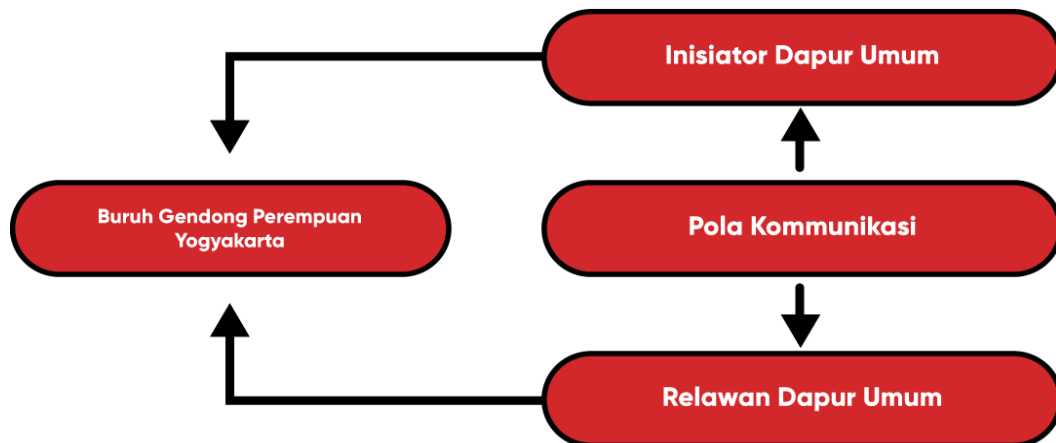 Inisiator Dapur Umum
Buruh Gendong Perempuan
Yogyakarta
Pola Kommunikasi
Relawan Dapur Umum